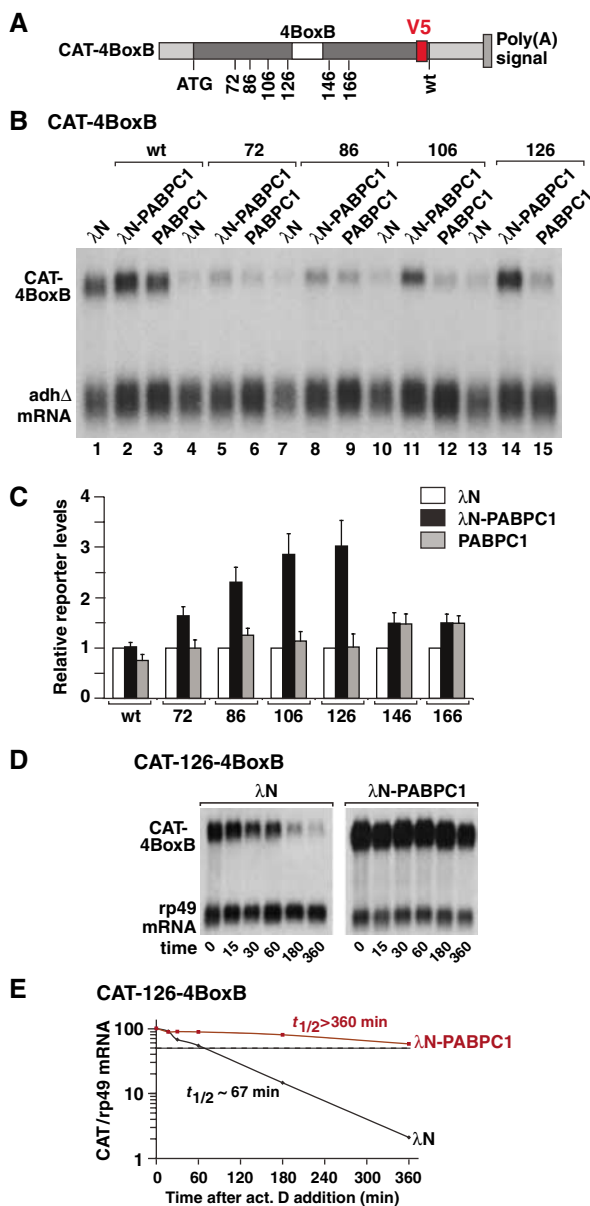 A
4BoxB
V5
CAT-4BoxB
Poly(A)
signal
ATG
72
86
106
126
146
166
wt
B CAT-4BoxB
wt 72 86 106 126
λN λN-PABPC1 PABPC1 λN λN-PABPC1 PABPC1 λN λN-PABPC1 PABPC1 λN λN-PABPC1 PABPC1 λN λN-PABPC1 PABPC1
CAT-
4BoxB
adhΔ
mRNA
1 2 3 4 5 6 7 8 9 10 11 12 13 14 15
C
Relative reporter levels
4
3
2
1
0
λN
λN-PABPC1
PABPC1
wt 72 86 106 126 146 166
D CAT-126-4BoxB
λN λN-PABPC1
CAT-
4BoxB
rp49
mRNA
time 0 15 30 60 180 360 0 15 30 60 180 360
E CAT-126-4BoxB
CAT/rp49 mRNA
100
10
1
t1/2>360 min
λN-PABPC1
t1/2~67 min
λN
0 60 120 180 240 300 360
Time after act. D addition (min)